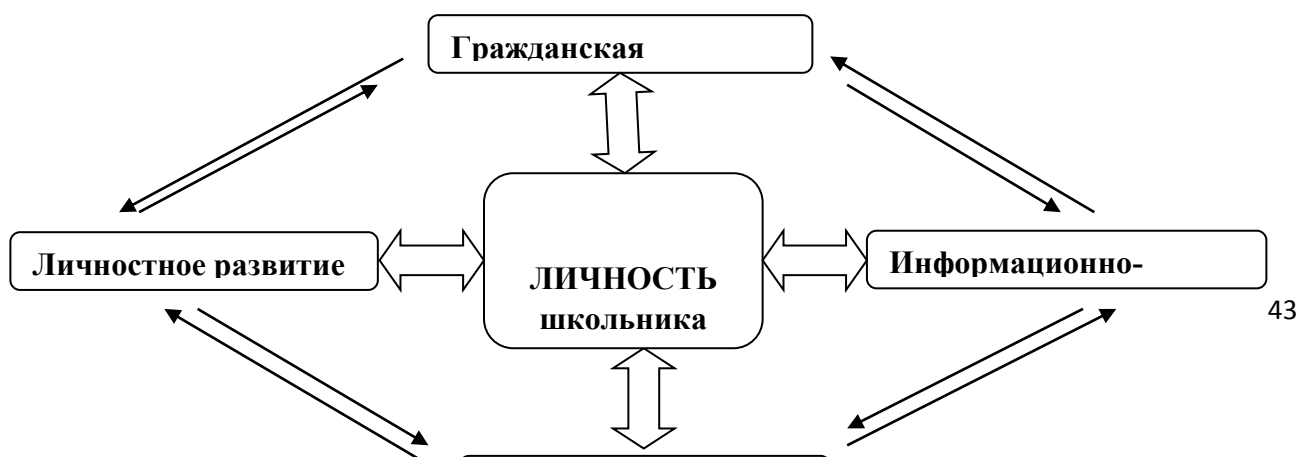 Гражданская
Личностное развитие
ЛИЧНОСТЬ
школьника
Информационно-
43